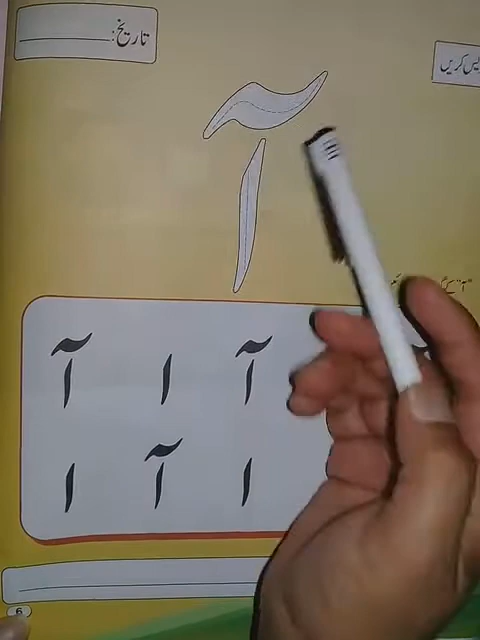 تاریخ:
آ
آ ا آ
ا آ ا
6